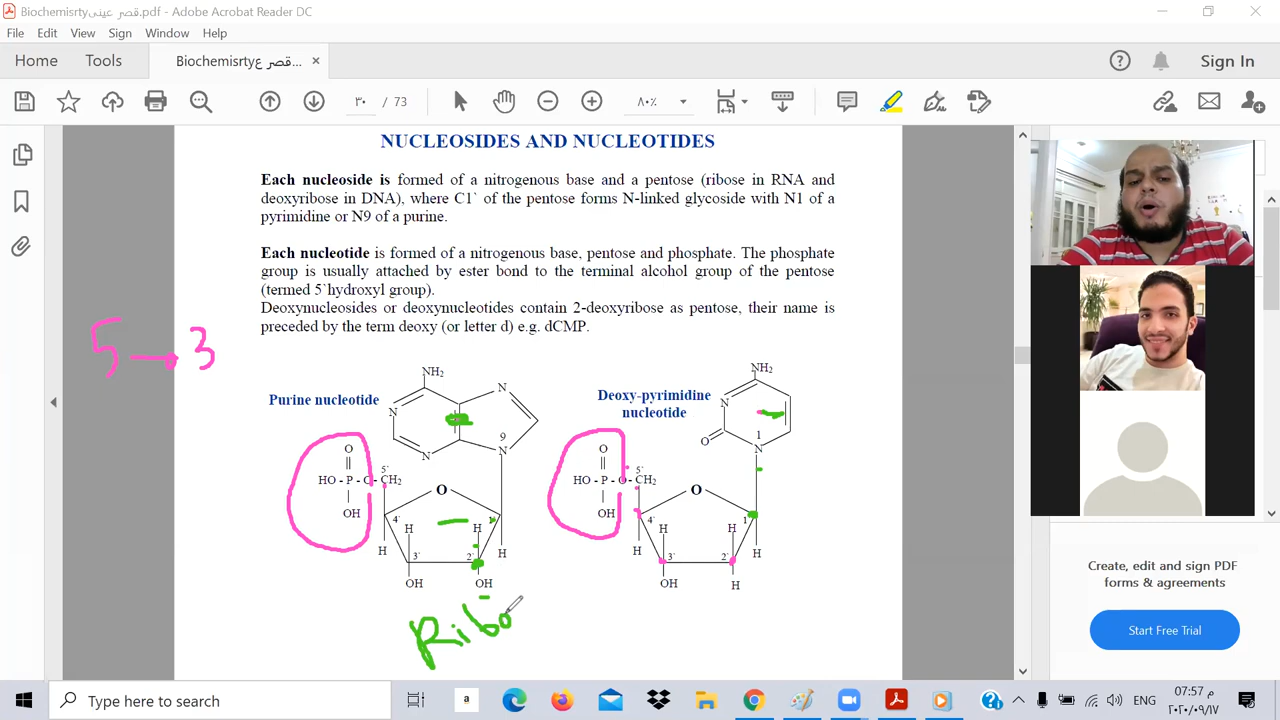 Biochemisrtyقصر عينى.pdf - Adobe Acrobat Reader DC
File Edit View Sign Window Help
Home Tools Biochemisrtyقصر ع... × Sign In
٣٠ / 73 ٨٠٪
NUCLEOSIDES AND NUCLEOTIDES
Each nucleoside is formed of a nitrogenous base and a pentose (ribose in RNA and
deoxyribose in DNA), where C1` of the pentose forms N-linked glycoside with N1 of a
pyrimidine or N9 of a purine.
Each nucleotide is formed of a nitrogenous base, pentose and phosphate. The phosphate
group is usually attached by ester bond to the terminal alcohol group of the pentose
(termed 5`hydroxyl group).
Deoxynucleosides or deoxynucleotides contain 2-deoxyribose as pentose, their name is
preceded by the term deoxy (or letter d) e.g. dCMP.
5 → 3
Purine nucleotide
NH₂
N
N
N
9
N
O
HO - P - O - CH₂
5`
OH
O
4`
H
H
1`
3`
2`
H
H
OH
OH
Deoxy-pyrimidine
nucleotide
NH₂
N
O
1
N
O
HO - P - O - CH₂
5`
OH
O
4`
H
H
1`
3`
2`
H
H
OH
H
Ribo
Create, edit and sign PDF
forms & agreements
Start Free Trial
Type here to search
a
ENG
07:57 م
٢٠٢٠/٠٩/١٧